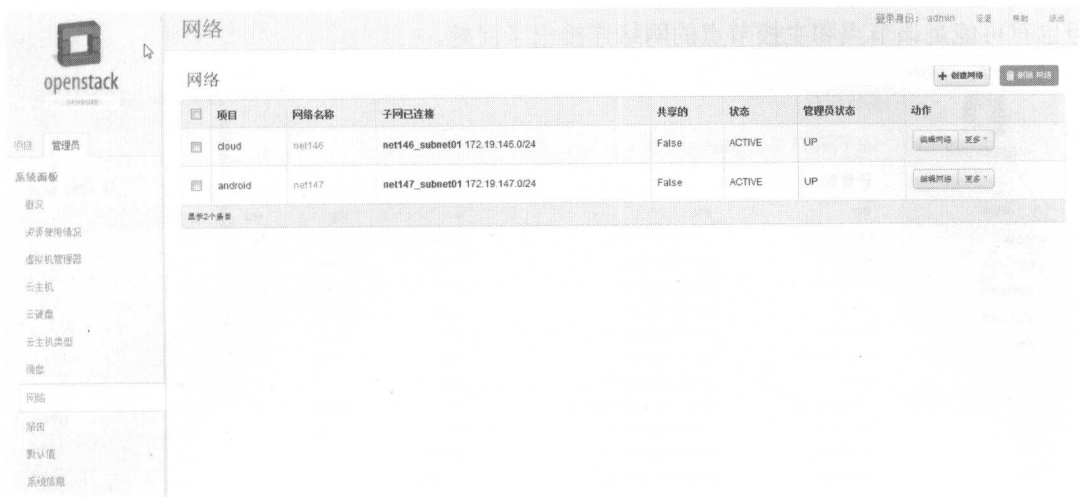 网络
登录身份: admin 设置 帮助 退出
openstack
DASHBOARD
网络
+ 创建网络
删除网络
项目 网络名称 子网已连接 共享的 状态 管理员状态 动作
cloud net146 net146_subnet01 172.19.146.0/24 False ACTIVE UP 编辑网络 更多
android net147 net147_subnet01 172.19.147.0/24 False ACTIVE UP 编辑网络 更多
显示2个条目
项目 管理员
系统面板
概况
资源使用情况
虚拟机管理器
云主机
云硬盘
云主机类型
镜像
网络
路由
默认值
系统信息